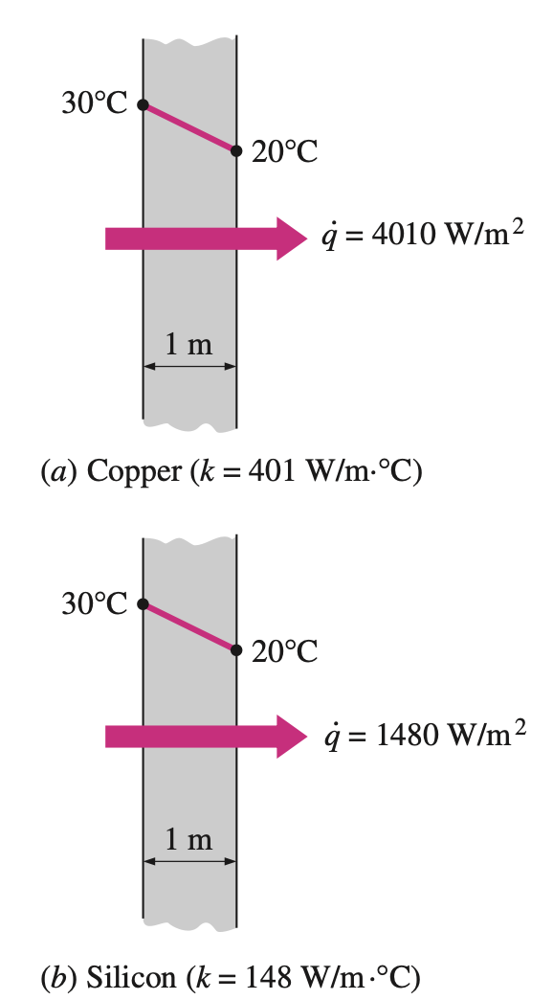 30°C
20°C
q̇ = 4010 W/m²
1 m
(a) Copper (k = 401 W/m·°C)
30°C
20°C
q̇ = 1480 W/m²
1 m
(b) Silicon (k = 148 W/m·°C)